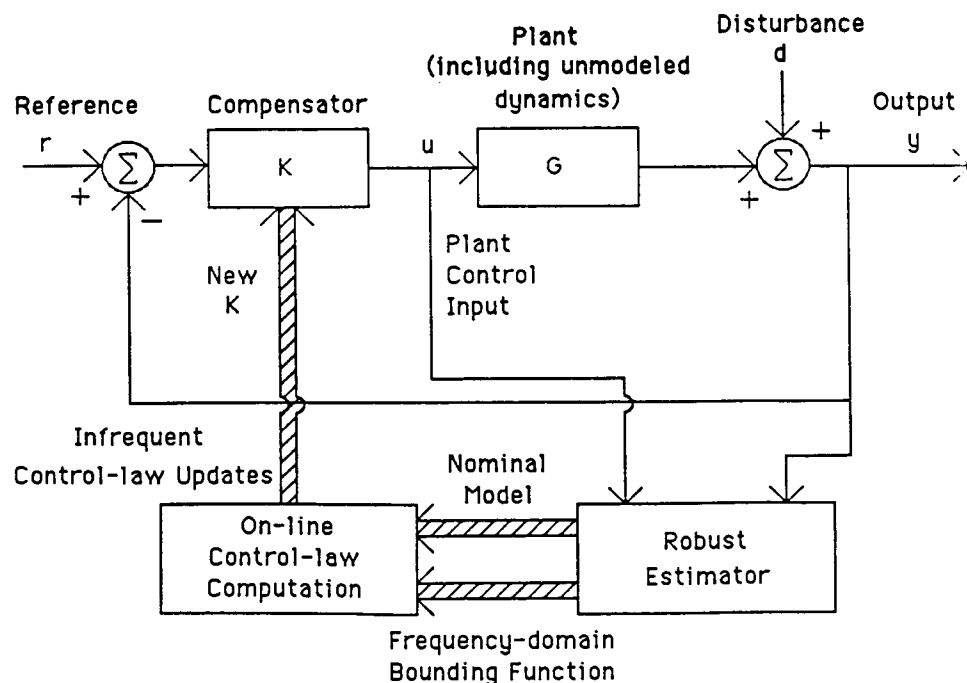 Plant
(including unmodeled
dynamics)
Disturbance
d
Reference
r
Compensator
Output
y
+
Σ
−
K
u
G
+
+
Σ
New
K
Plant
Control
Input
Infrequent
Control-law Updates
Nominal
Model
On-line
Control-law
Computation
Robust
Estimator
Frequency-domain
Bounding Function